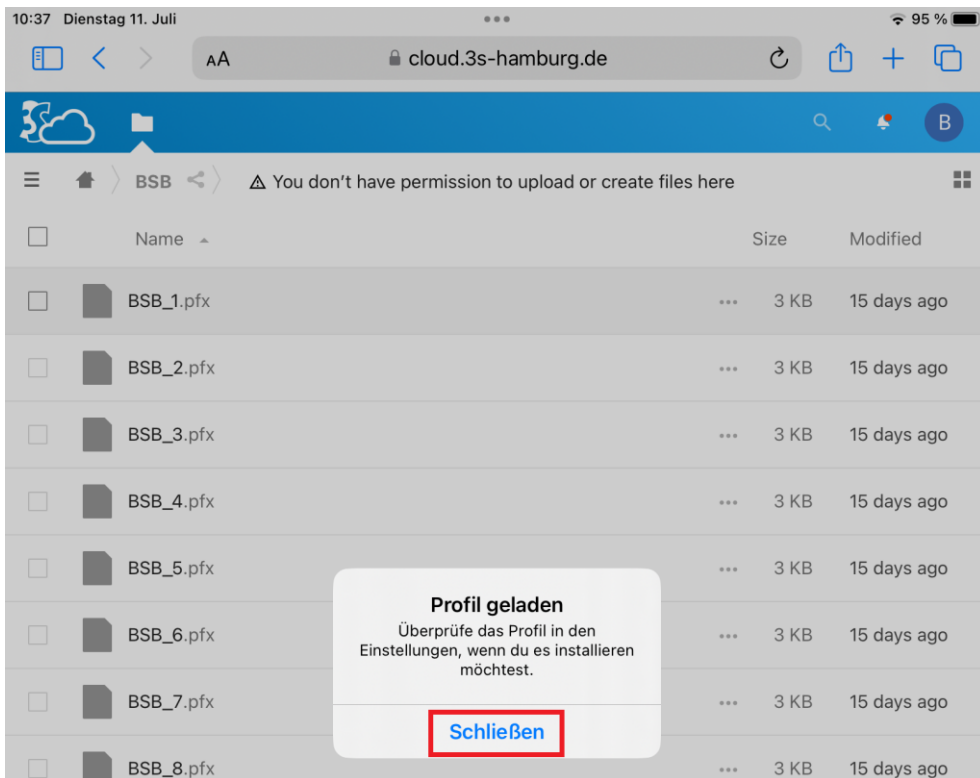 10:37 Dienstag 11. Juli
95 %
AA
cloud.3s-hamburg.de
3S
B
BSB
You don't have permission to upload or create files here
Name
Size
Modified
BSB_1.pfx
3 KB
15 days ago
BSB_2.pfx
3 KB
15 days ago
BSB_3.pfx
3 KB
15 days ago
BSB_4.pfx
3 KB
15 days ago
BSB_5.pfx
3 KB
15 days ago
BSB_6.pfx
3 KB
15 days ago
BSB_7.pfx
3 KB
15 days ago
BSB_8.pfx
3 KB
15 days ago
Profil geladen
Überprüfe das Profil in den
Einstellungen, wenn du es installieren
möchtest.
Schließen